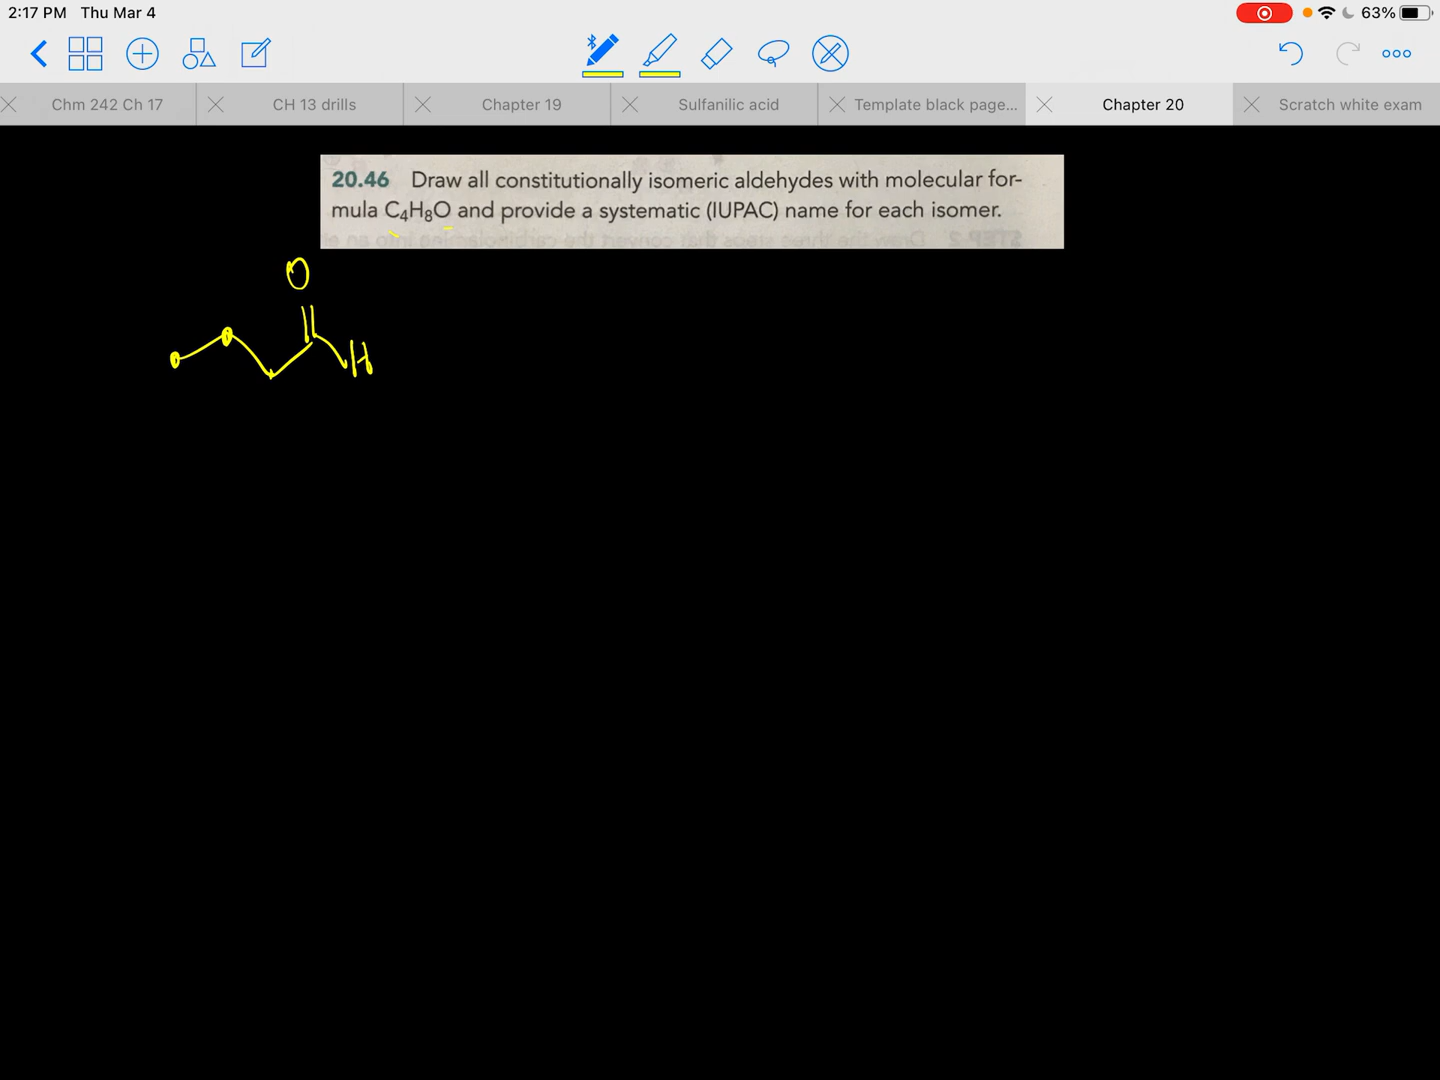 2:17 PM Thu Mar 4
63%
Chm 242 Ch 17
CH 13 drills
Chapter 19
Sulfanilic acid
Template black page...
Chapter 20
Scratch white exam
20.46 Draw all constitutionally isomeric aldehydes with molecular for-
mula C₄H₈O and provide a systematic (IUPAC) name for each isomer.
O
H